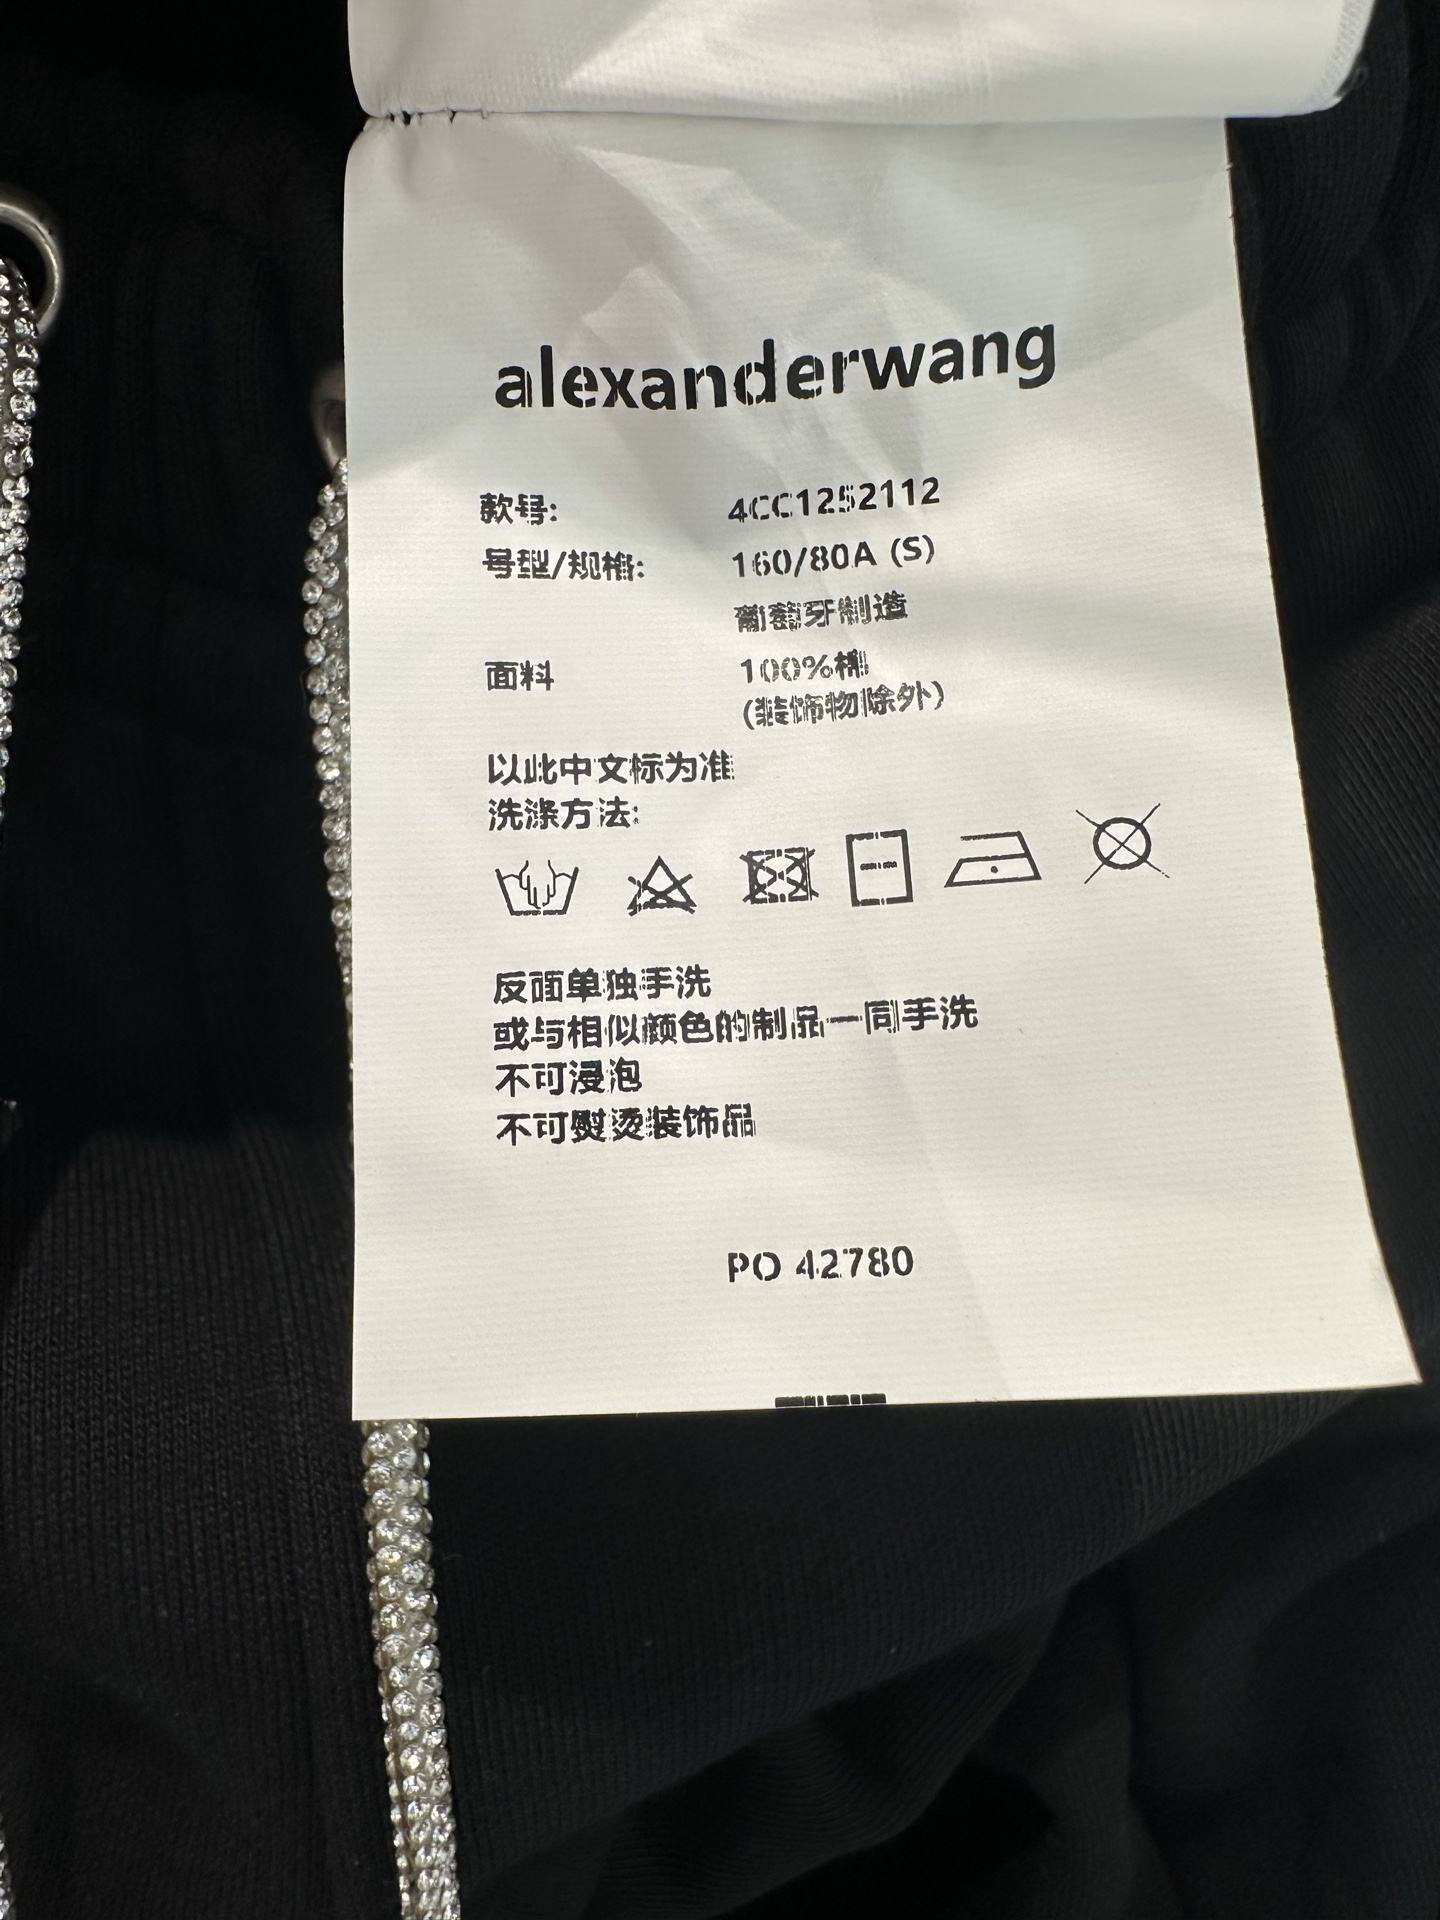 alexanderwang
款号: 4CC1252112
号型/规格: 160/80A (S)
葡萄牙制造
面料 100%棉
(装饰物除外)
以此中文标为准
洗涤方法:
反面单独手洗
或与相似颜色的制品一同手洗
不可浸泡
不可熨烫装饰品
PO 42780